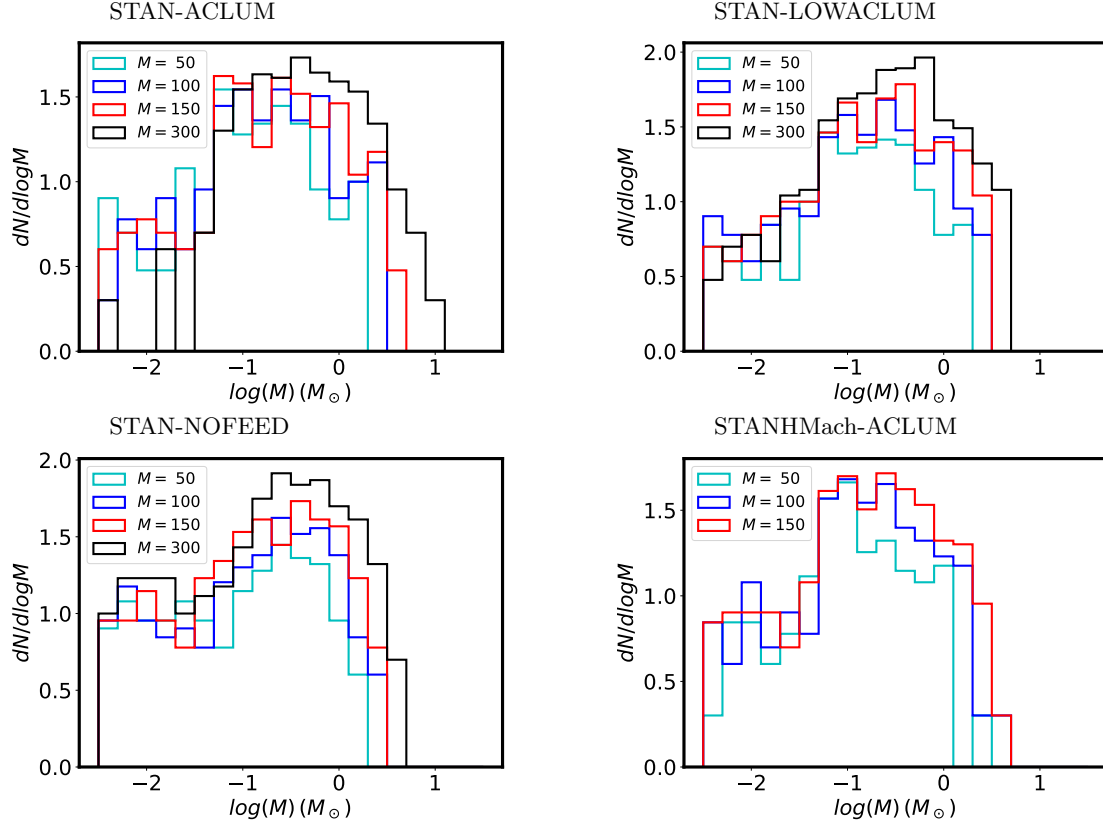 STAN-ACLUM
STAN-LOWACLUM
dN/dlogM
1.5
1.0
0.5
0.0
M = 50
M = 100
M = 150
M = 300
−2
−1
0
1
log(M) (M⊙)
dN/dlogM
2.0
1.5
1.0
0.5
0.0
M = 50
M = 100
M = 150
M = 300
−2
−1
0
1
log(M) (M⊙)
STAN-NOFEED
STANHMach-ACLUM
dN/dlogM
2.0
1.5
1.0
0.5
0.0
M = 50
M = 100
M = 150
M = 300
−2
−1
0
1
log(M) (M⊙)
dN/dlogM
1.5
1.0
0.5
0.0
M = 50
M = 100
M = 150
−2
−1
0
1
log(M) (M⊙)